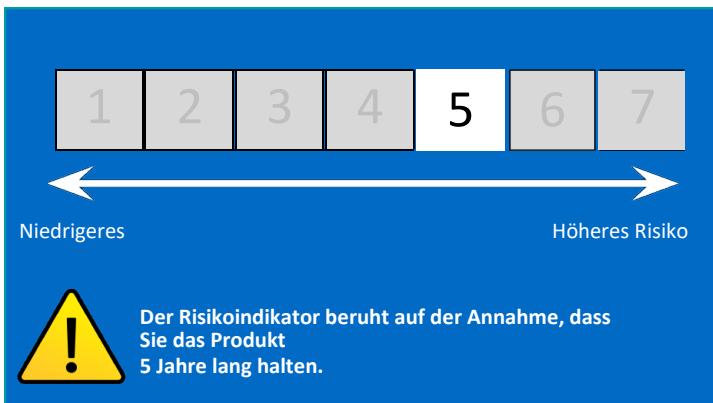 1 2 3 4 5 6 7
Niedrigeres Höheres Risiko
!
Der Risikoindikator beruht auf der Annahme, dass
Sie das Produkt
5 Jahre lang halten.